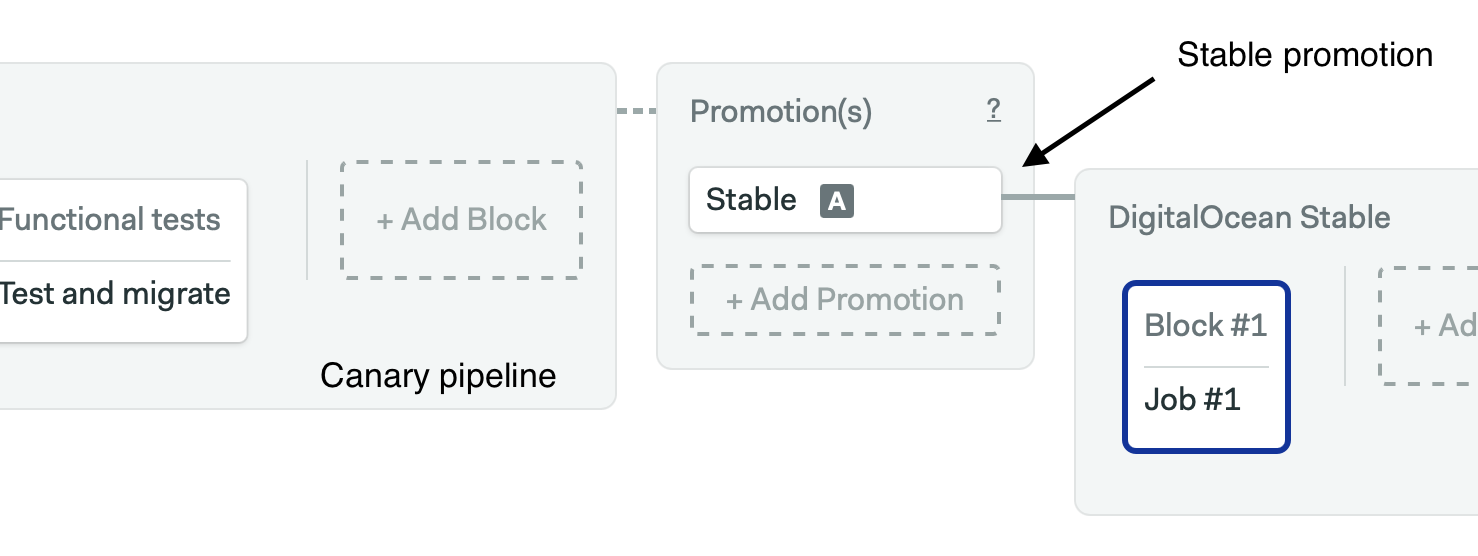 Stable promotion
Promotion(s) ?
Functional tests
+ Add Block
Stable A
Test and migrate
+ Add Promotion
Canary pipeline
DigitalOcean Stable
Block #1
+ Ad
Job #1